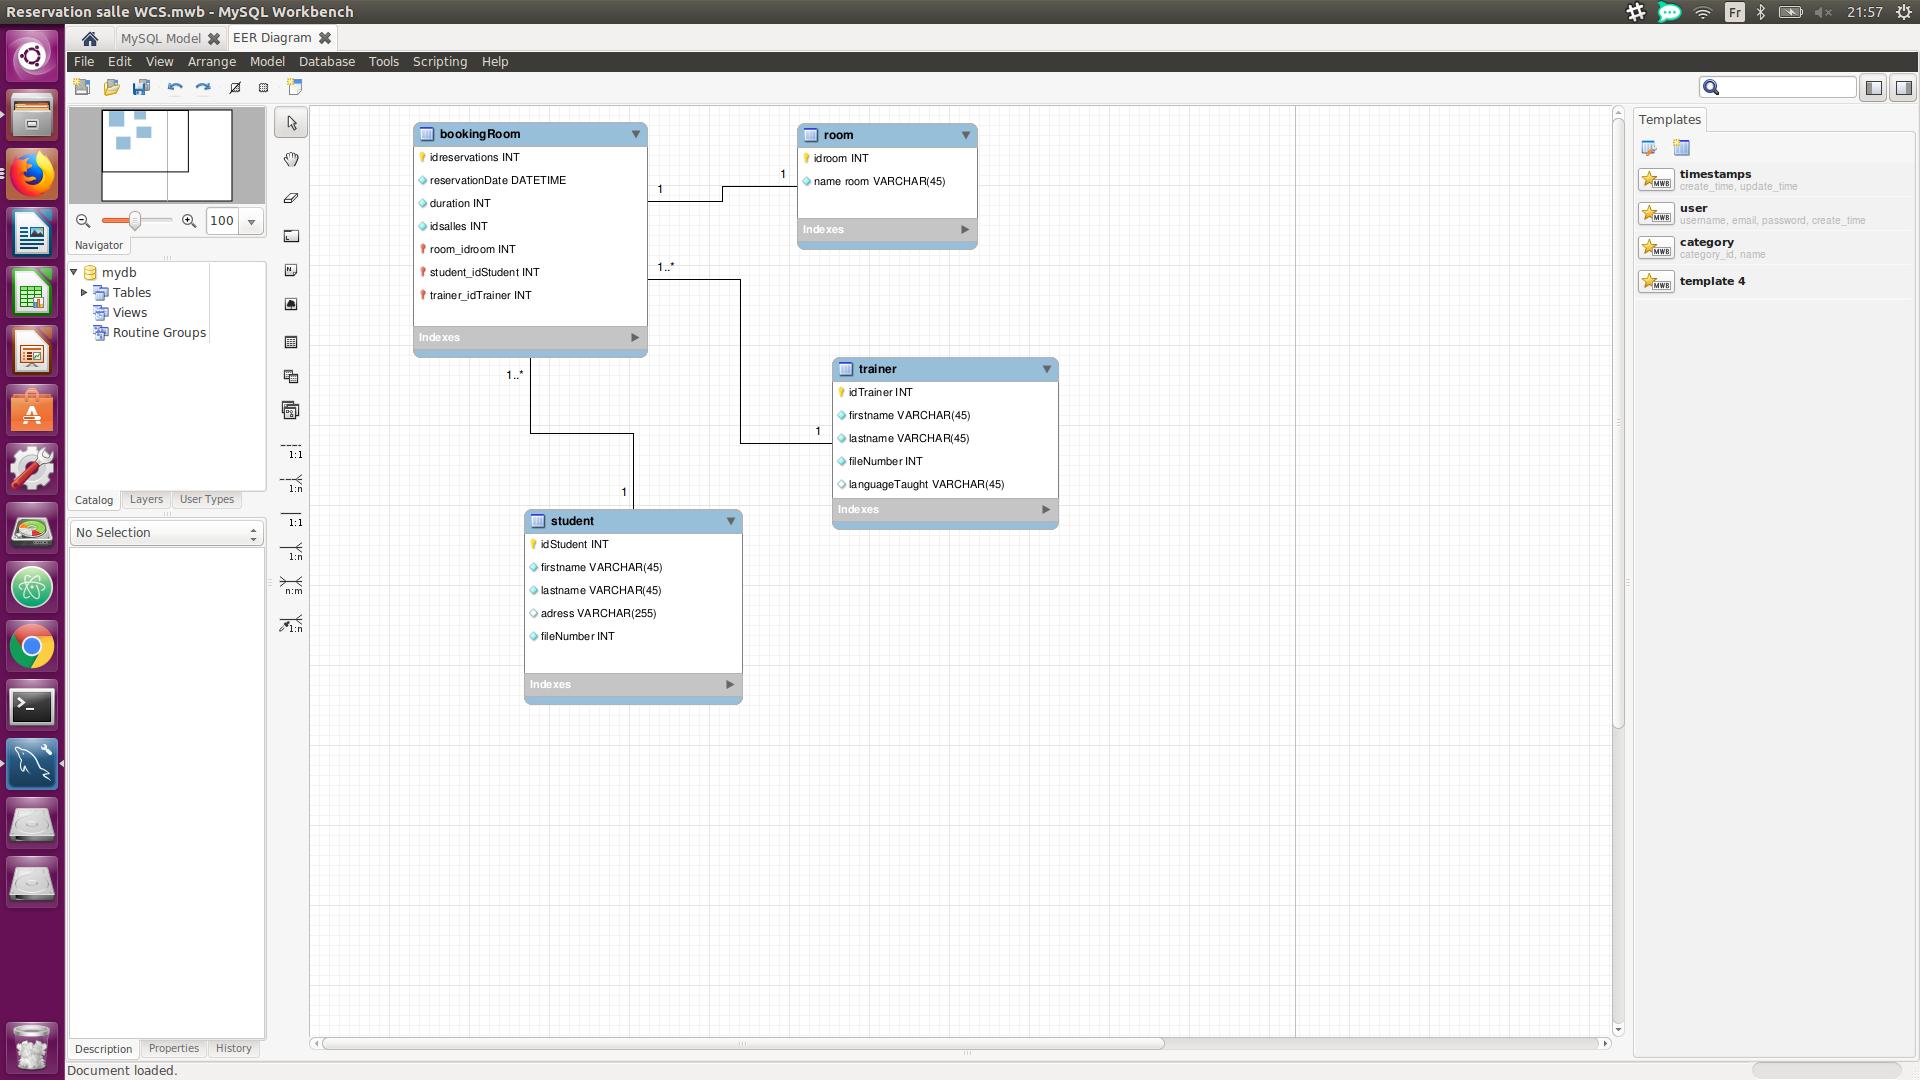 Reservation salle WCS.mwb - MySQL Workbench
Fr
21:57
MySQL Model
EER Diagram
File Edit View Arrange Model Database Tools Scripting Help
100
Navigator
mydb
Tables
Views
Routine Groups
Catalog
Layers
User Types
No Selection
Description
Properties
History
Document loaded.
1:1
1:n
1:1
1:n
n:m
1:n
bookingRoom
idreservations INT
reservationDate DATETIME
duration INT
idsalles INT
room_idroom INT
student_idStudent INT
trainer_idTrainer INT
Indexes
1
1
1..*
1
1..*
1
room
idroom INT
name room VARCHAR(45)
Indexes
trainer
idTrainer INT
firstname VARCHAR(45)
lastname VARCHAR(45)
fileNumber INT
languageTaught VARCHAR(45)
Indexes
student
idStudent INT
firstname VARCHAR(45)
lastname VARCHAR(45)
adress VARCHAR(255)
fileNumber INT
Indexes
Templates
MWB
timestamps
create_time, update_time
MWB
user
username, email, password, create_time
MWB
category
category_id, name
MWB
template 4